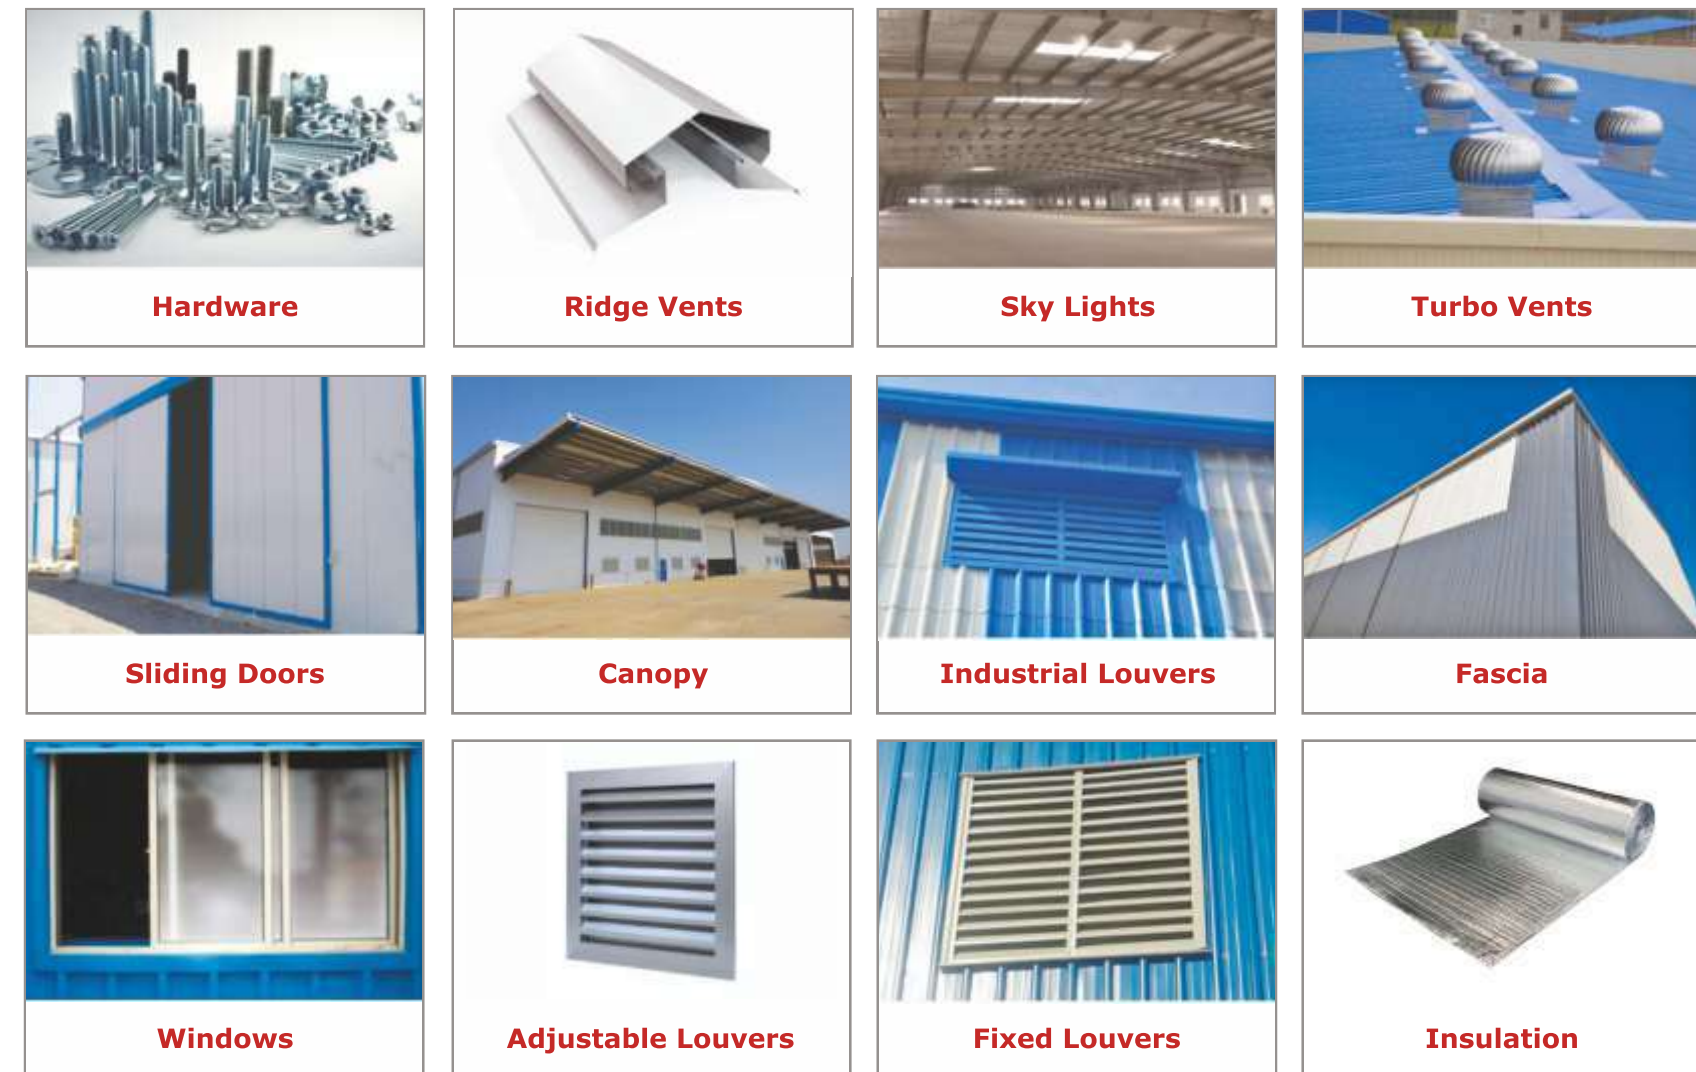 Hardware
Ridge Vents
Sky Lights
Turbo Vents
Sliding Doors
Canopy
Industrial Louvers
Fascia
Windows
Adjustable Louvers
Fixed Louvers
Insulation